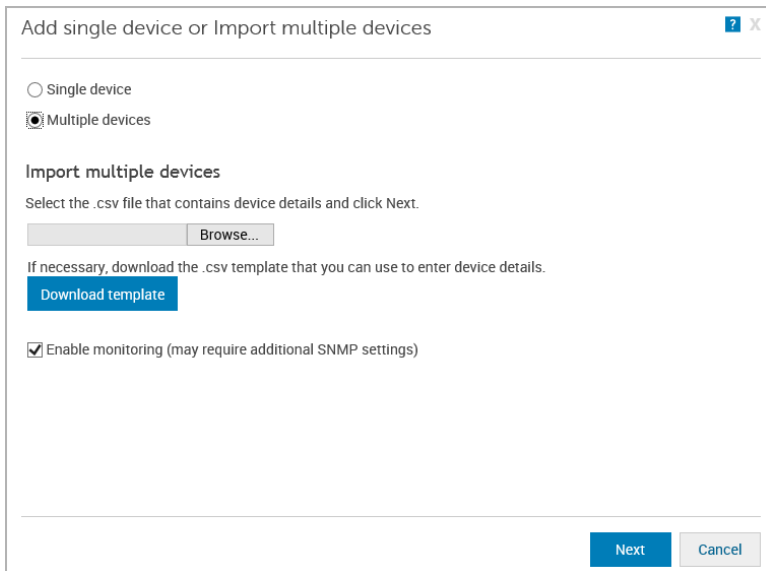 Add single device or Import multiple devices
? X
Single device
Multiple devices
Import multiple devices
Select the .csv file that contains device details and click Next.
Browse...
If necessary, download the .csv template that you can use to enter device details.
Download template
Enable monitoring (may require additional SNMP settings)
Next Cancel